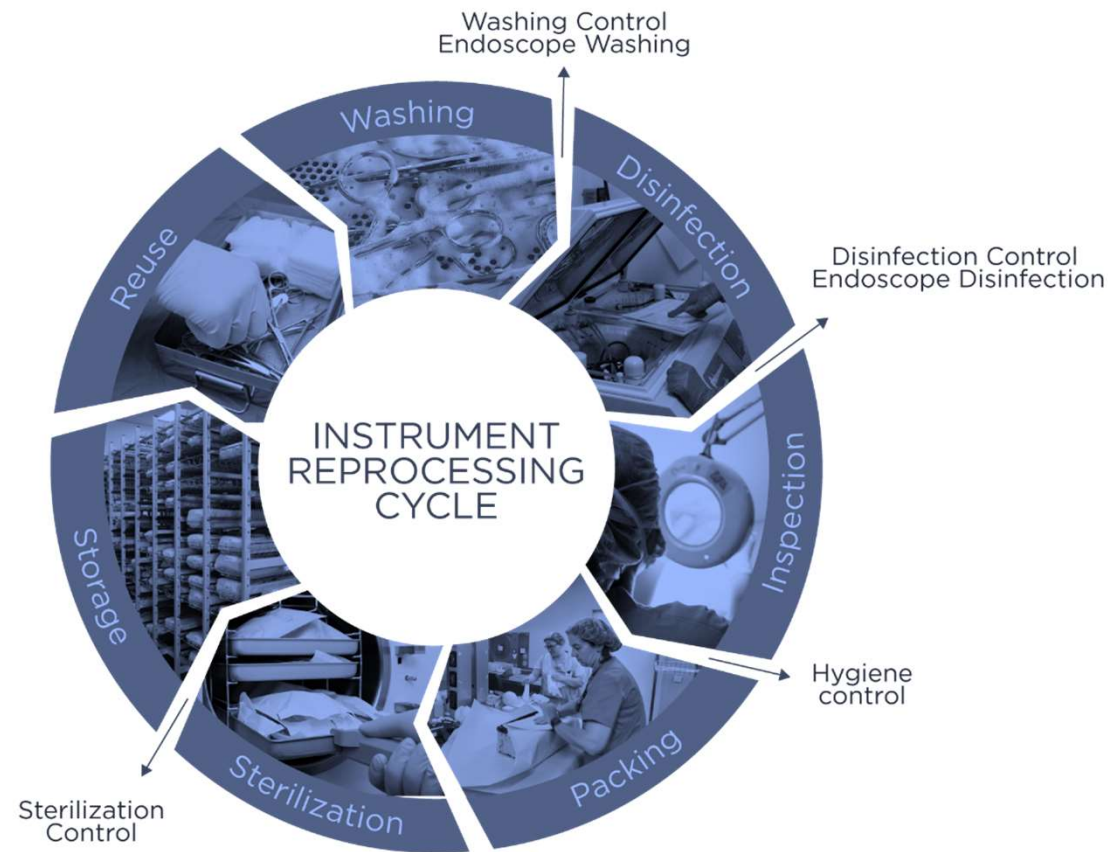 Washing Control
Endoscope Washing
Washing
Disinfection
Disinfection Control
Endoscope Disinfection
Reuse
INSTRUMENT
REPROCESSING
CYCLE
Inspection
Storage
Hygiene
control
Packing
Sterilization
Sterilization
Control